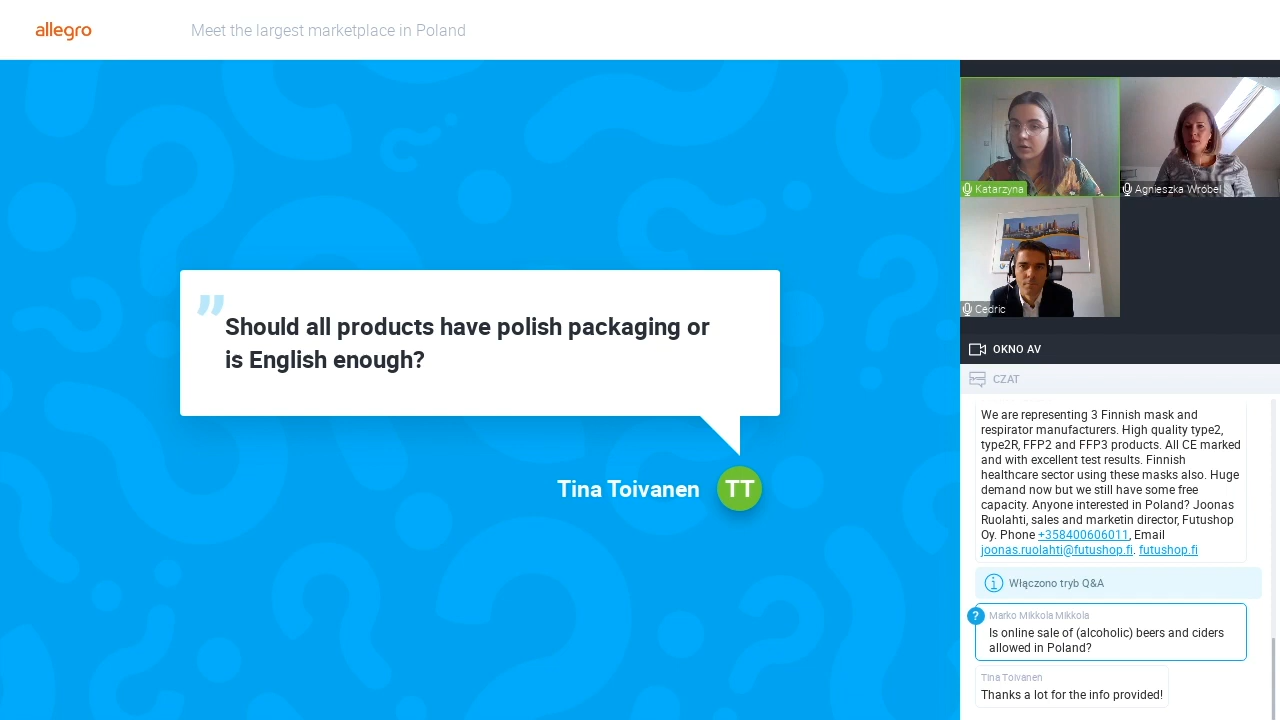 allegro
Meet the largest marketplace in Poland
”
Should all products have polish packaging or
is English enough?
Tina Toivanen
TT
Katarzyna
Agnieszka Wróbel
Cedric
OKNO AV
CZAT
We are representing 3 Finnish mask and
respirator manufacturers. High quality type2,
type2R, FFP2 and FFP3 products. All CE marked
and with excellent test results. Finnish
healthcare sector using these masks also. Huge
demand now but we still have some free
capacity. Anyone interested in Poland? Joonas
Ruolahti, sales and marketin director, Futushop
Oy. Phone +358400606011, Email
joonas.ruolahti@futushop.fi. futushop.fi
Włączono tryb Q&A
?
Marko Mikkola Mikkola
Is online sale of (alcoholic) beers and ciders
allowed in Poland?
Tina Toivanen
Thanks a lot for the info provided!